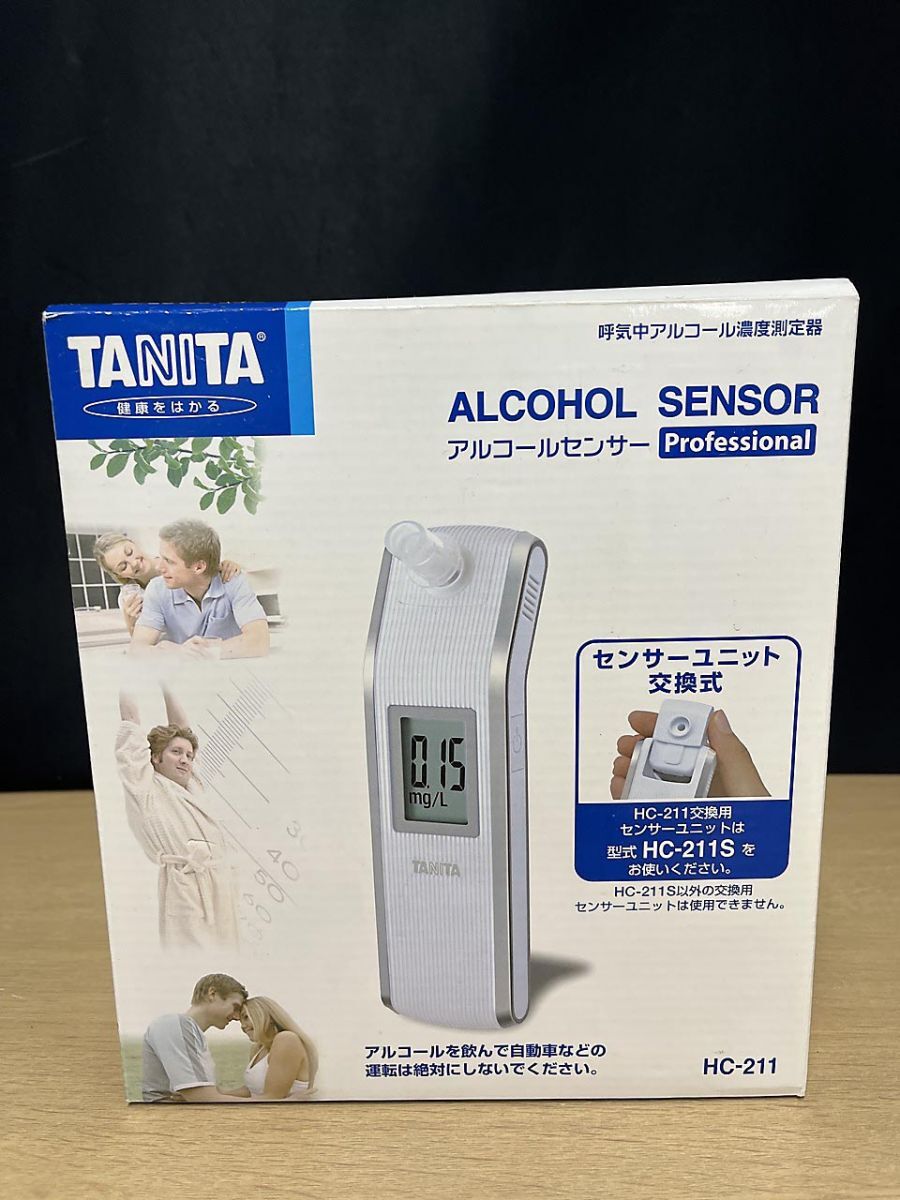 TANITA®
健康をはかる
呼気中アルコール濃度測定器
ALCOHOL SENSOR
アルコールセンサー Professional
センサーユニット
交換式
HC-211交換用
センサーユニットは
型式 HC-211S を
お使いください。
HC-211S以外の交換用
センサーユニットは使用できません。
0.15
mg/L
TANITA
アルコールを飲んで自動車などの
運転は絶対にしないでください。
HC-211